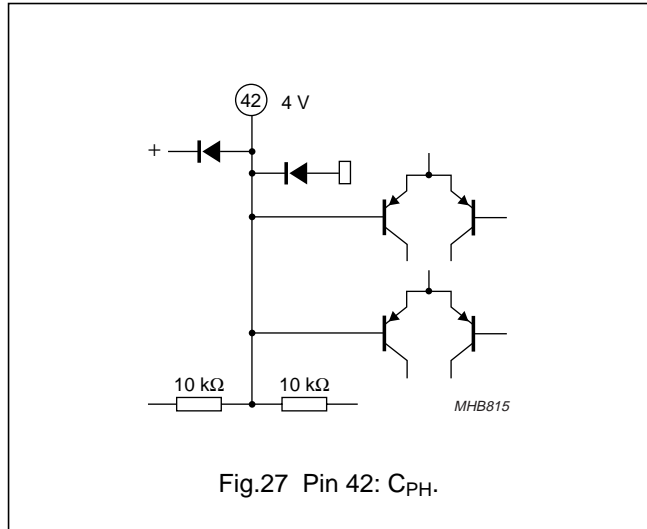 42 4 V
+
10 kΩ 10 kΩ
MHB815
Fig.27 Pin 42: CPH.